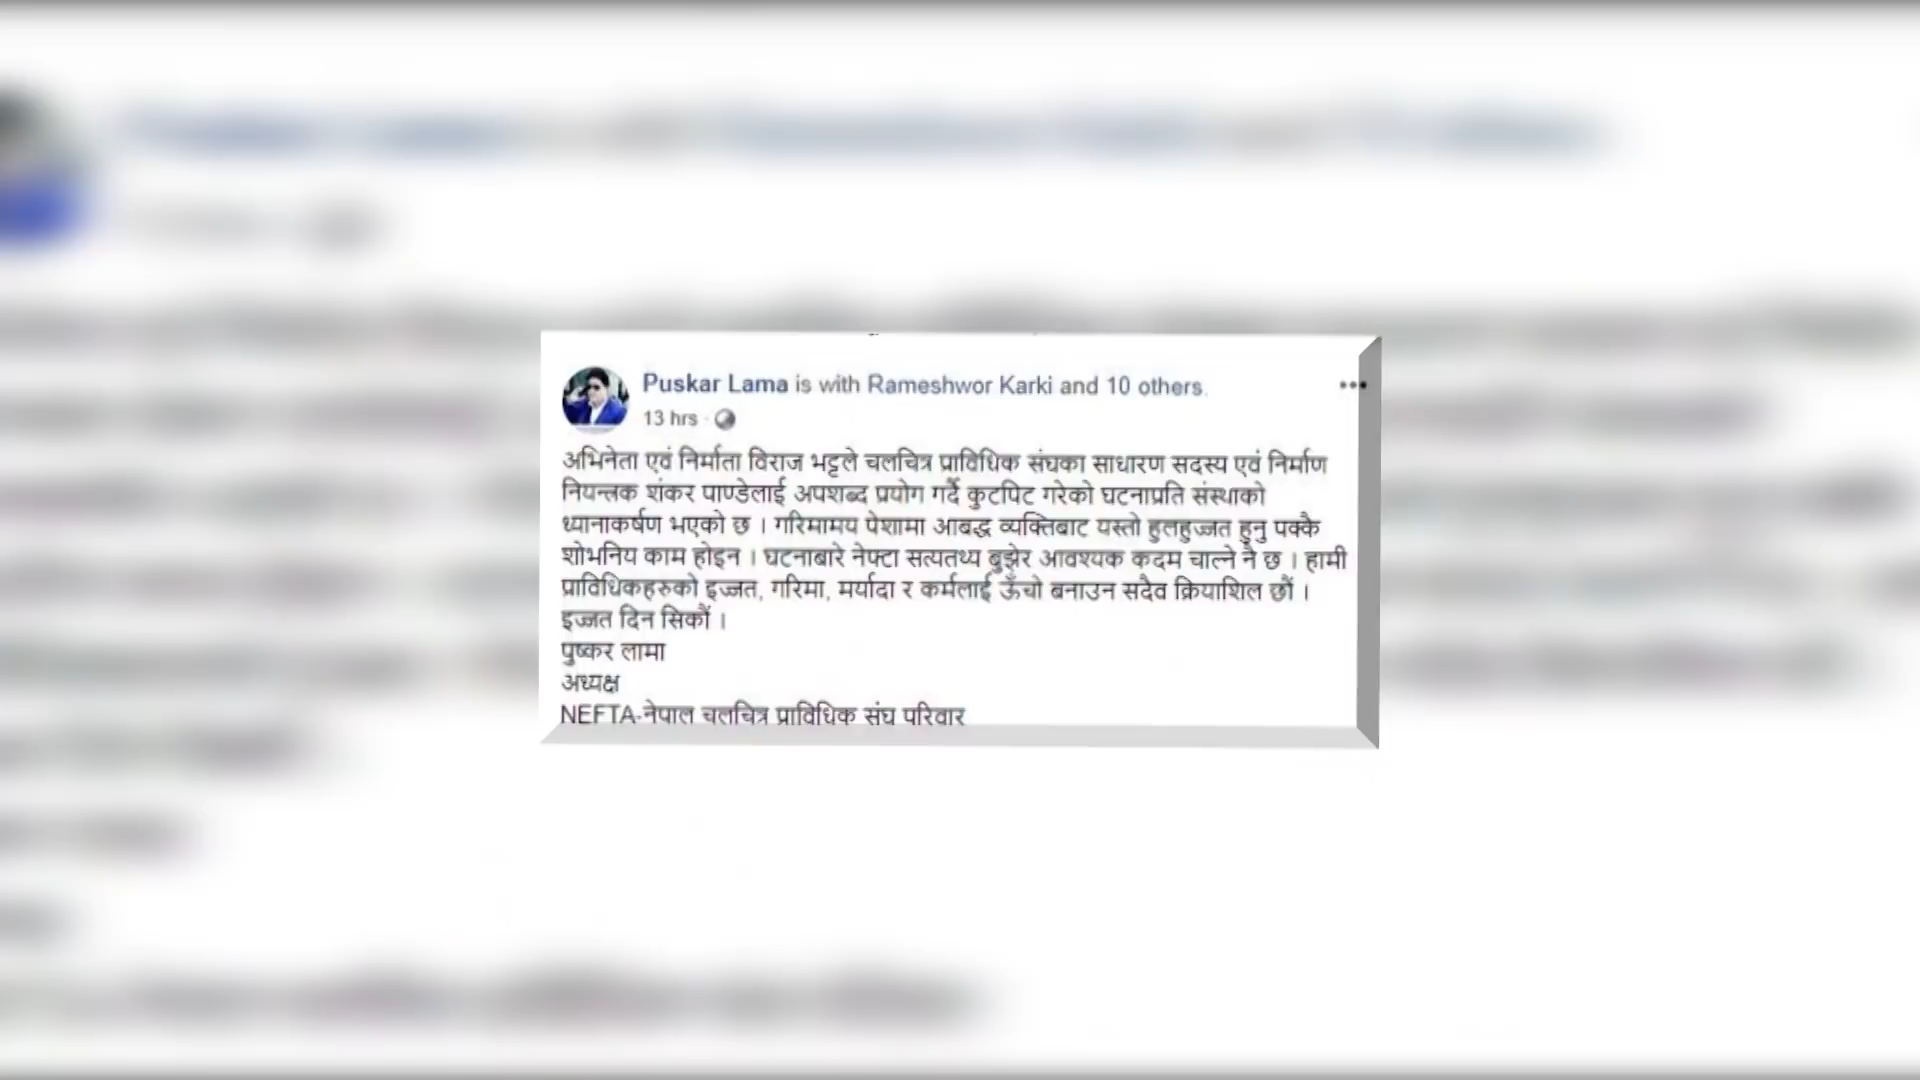 Puskar Lama is with Rameshwor Karki and 10 others.
13 hrs ·
अभिनेता एवं निर्माता विराज भट्टले चलचित्र प्राविधिक संघका साधारण सदस्य एवं निर्माण
नियन्त्रक शंकर पाण्डेलाई अपशब्द प्रयोग गर्दै कुटपिट गरेको घटनाप्रति संस्थाको
ध्यानाकर्षण भएको छ । गरिमामय पेशामा आबद्ध व्यक्तिबाट यस्तो हुलहुज्जत हुनु पक्कै
शोभनिय काम होइन । घटनाबारे नेफ्टा सत्यतथ्य बुझेर आवश्यक कदम चाल्ने नै छ । हामी
प्राविधिकहरुको इज्जत, गरिमा, मर्यादा र कर्मलाई ऊँचो बनाउन सदैव क्रियाशिल छौं ।
इज्जत दिन सिकौं ।
पुष्कर लामा
अध्यक्ष
NEFTA-नेपाल चलचित्र प्राविधिक संघ परिवार